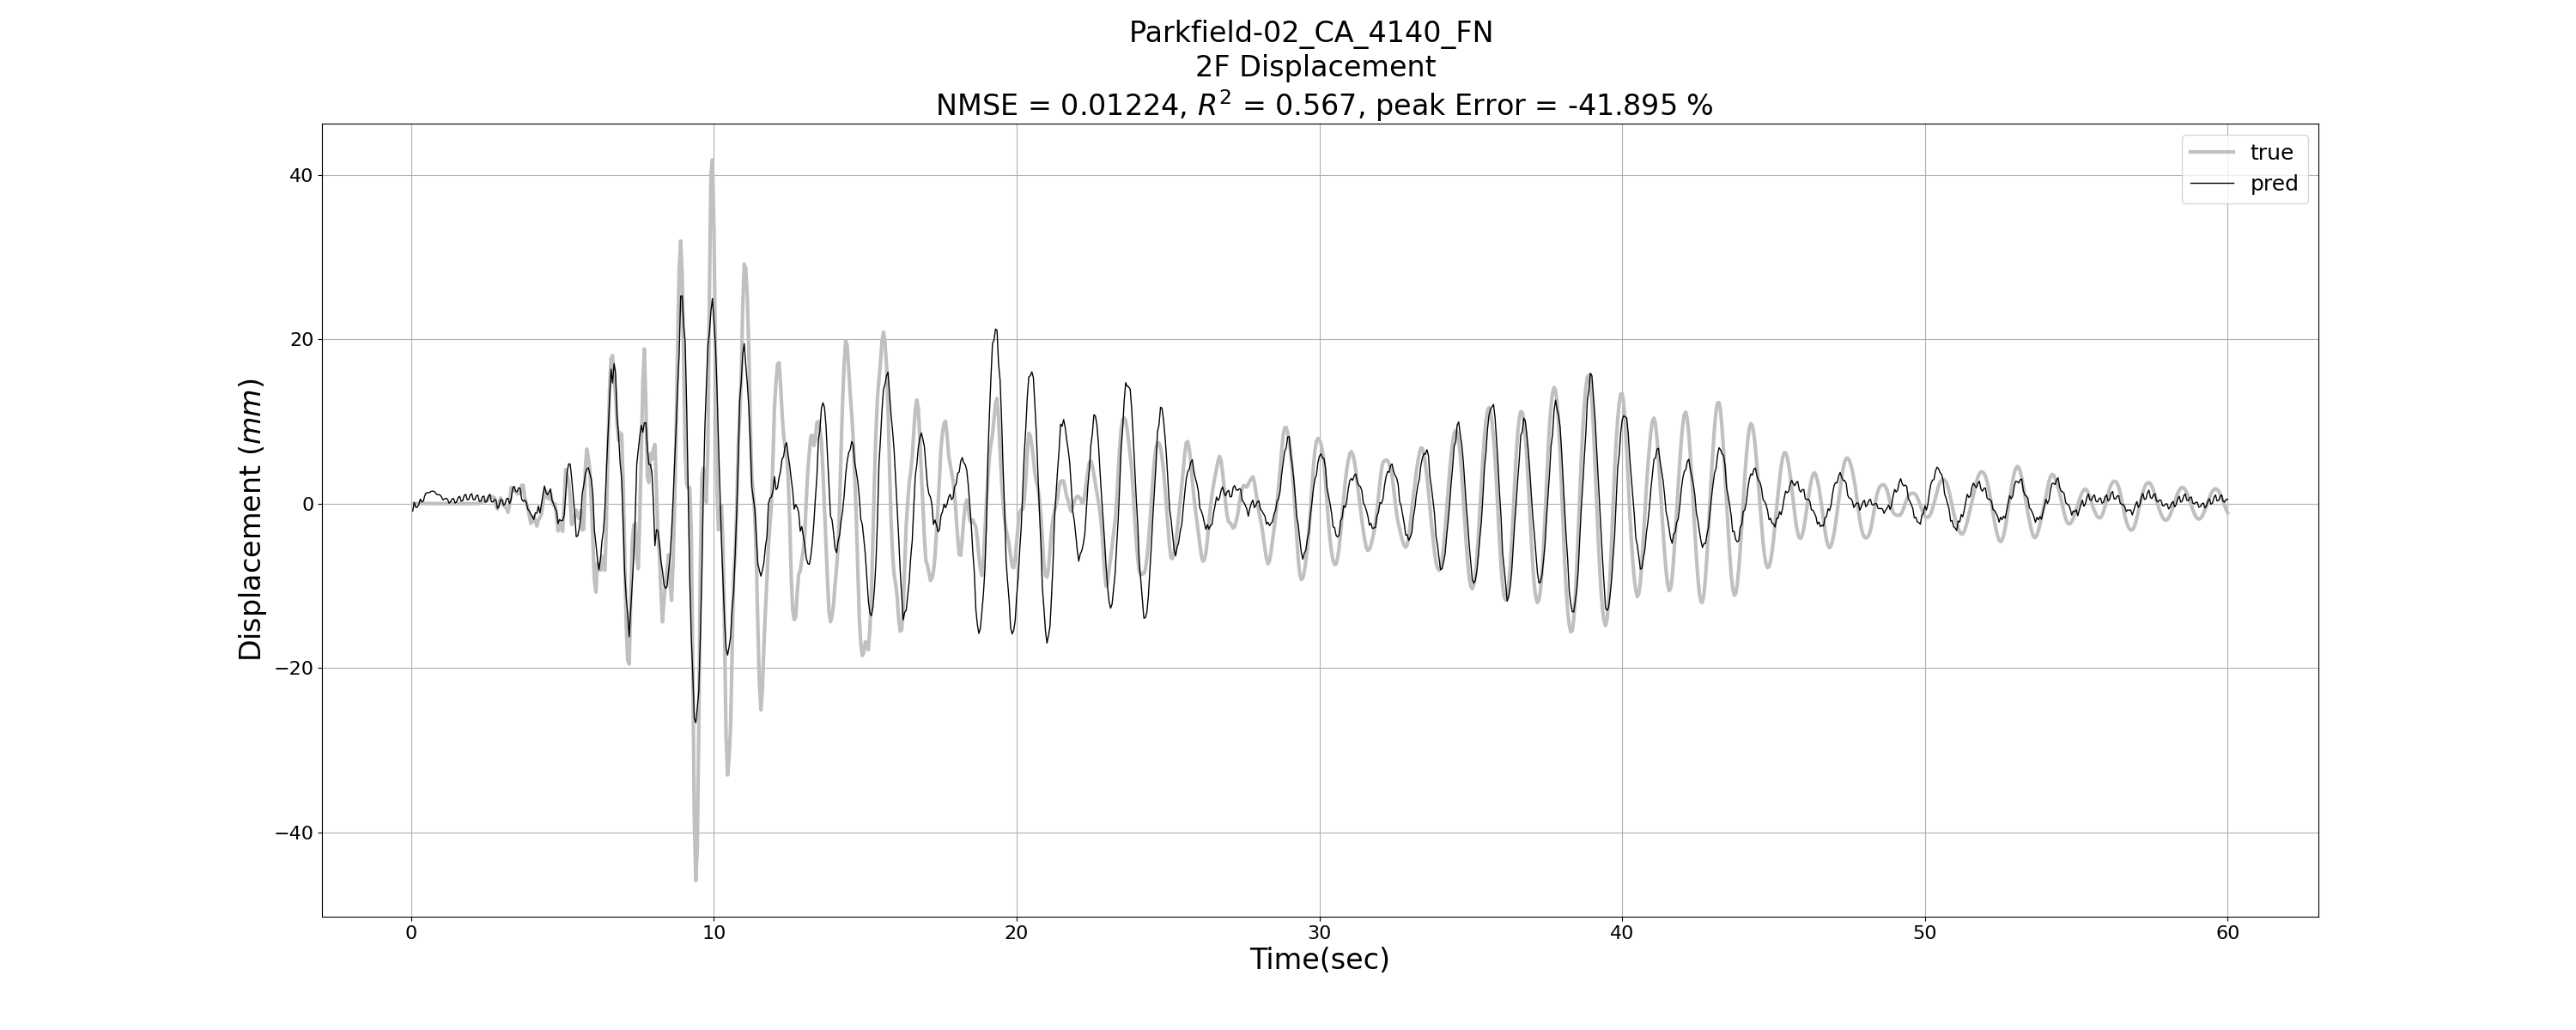 Parkfield-02_CA_4140_FN
2F Displacement
NMSE = 0.01224, R² = 0.567, peak Error = -41.895 %
true
pred
Displacement (mm)
40
20
0
−20
−40
0 10 20 30 40 50 60
Time(sec)